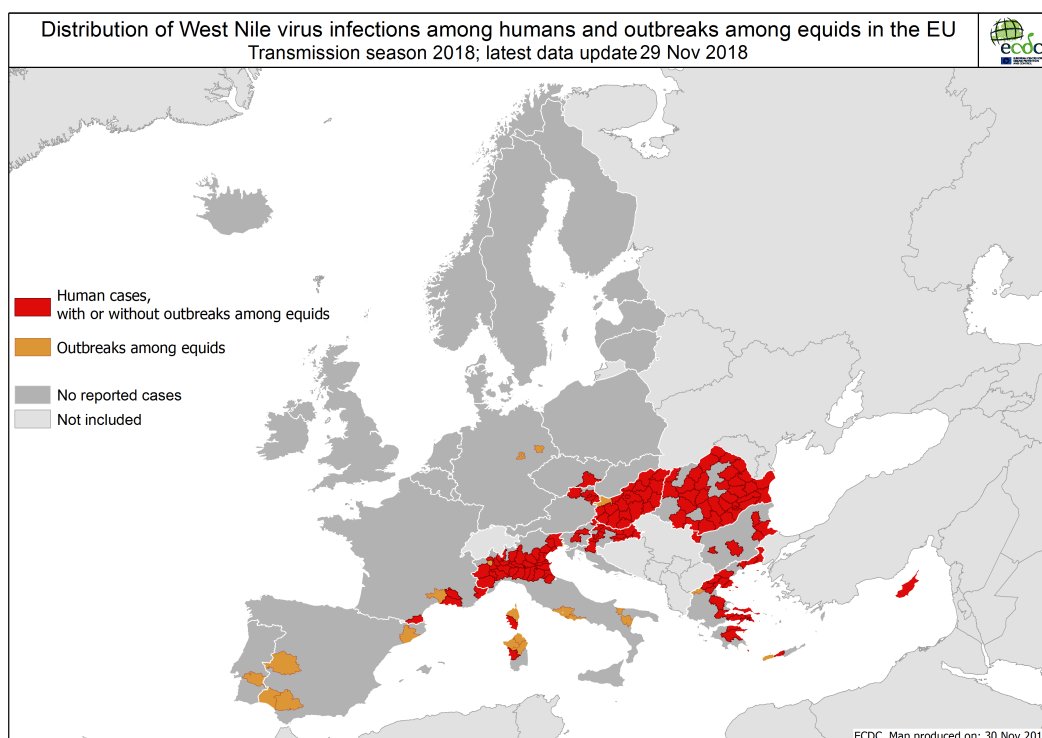 Distribution of West Nile virus infections among humans and outbreaks among equids in the EU
Transmission season 2018; latest data update 29 Nov 2018
ecdc
Human cases,
with or without outbreaks among equids
Outbreaks among equids
No reported cases
Not included
ECDC. Map produced on: 30 Nov 201